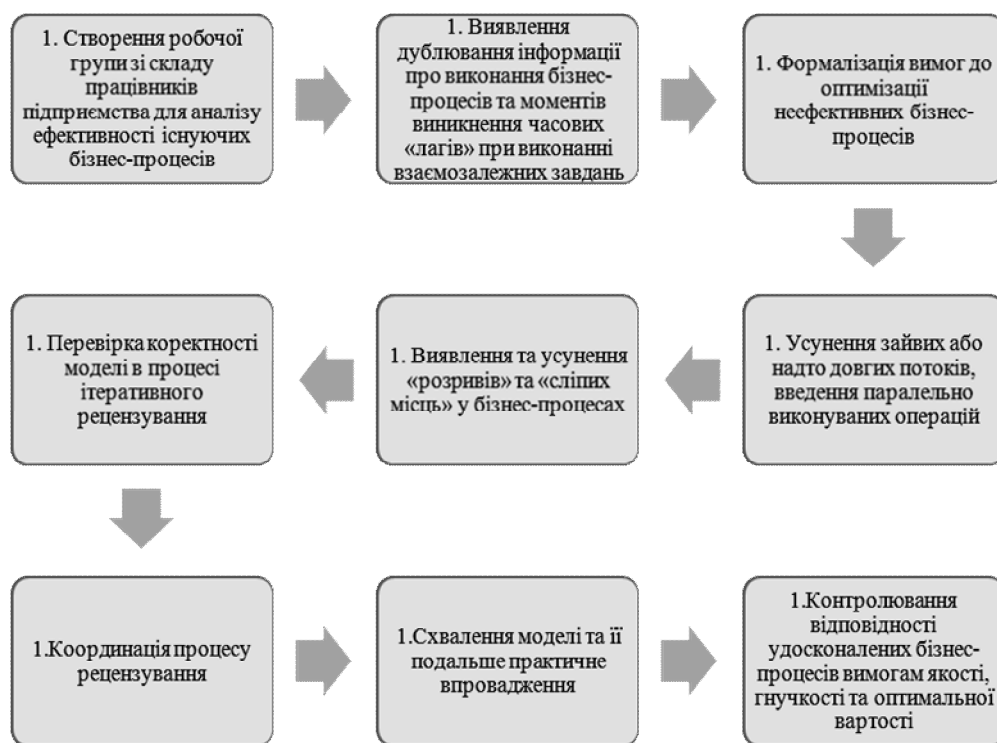 1. Створення робочої
групи зі складу
працівників
підприємства для аналізу
ефективності існуючих
бізнес-процесів
1. Виявлення
дублювання інформації
про виконання бізнес-
процесів та моментів
виникнення часових
«лагів» при виконанні
взаємозалежних завдань
1. Формалізація вимог до
оптимізації
неефективних бізнес-
процесів
1. Усунення зайвих або
надто довгих потоків,
введення паралельно
виконуваних операцій
1. Виявлення та усунення
«розривів» та «сліпих
місць» у бізнес-процесах
1. Перевірка коректності
моделі в процесі
ітеративного
рецензування
1.Координація процесу
рецензування
1.Схвалення моделі та її
подальше практичне
впровадження
1.Контролювання
відповідності
удосконалених бізнес-
процесів вимогам якості,
гнучкості та оптимальної
вартості